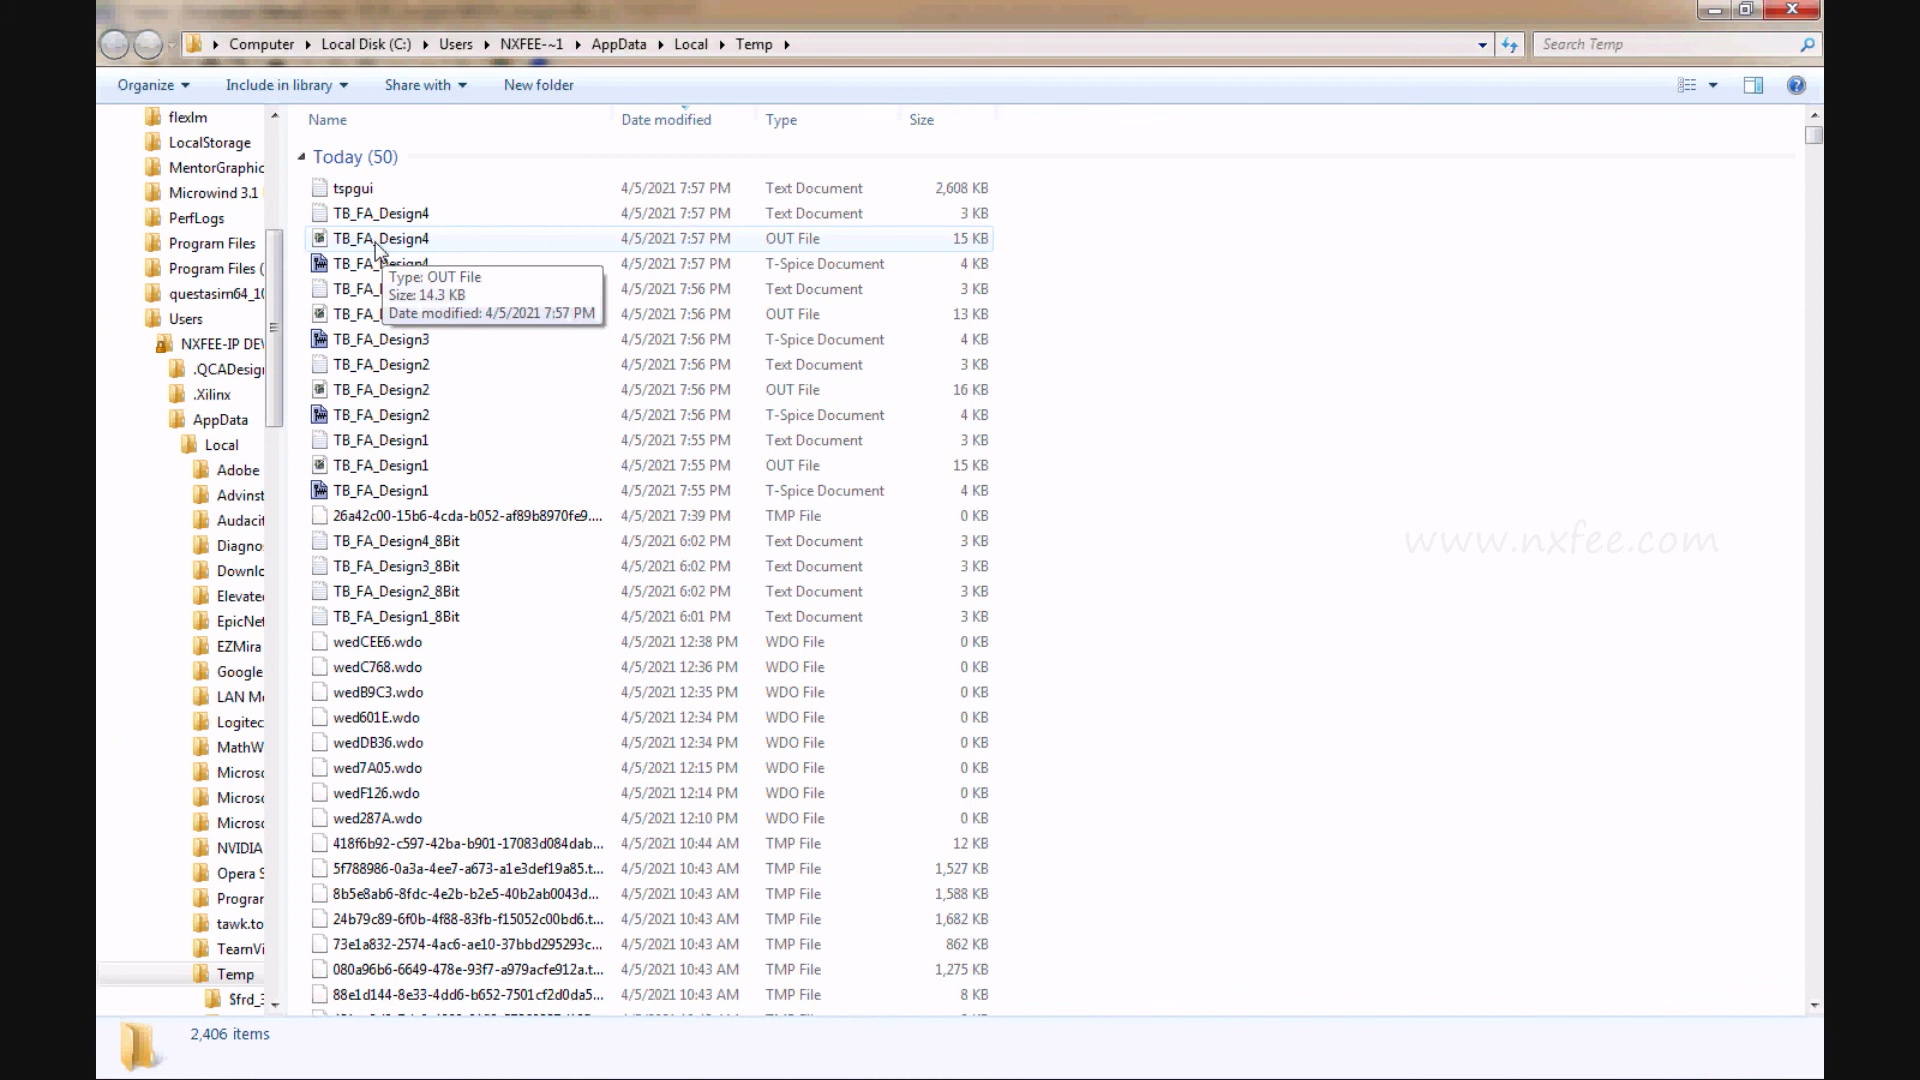 Computer Local Disk (C:) Users NXFEE-~1 AppData Local Temp
Search Temp
Organize Include in library Share with New folder
flexlm
LocalStorage
MentorGraphic
Microwind 3.1
PerfLogs
Program Files
Program Files (
questasim64_10
Users
NXFEE-IP DEV
.QCADesign
.Xilinx
AppData
Local
Adobe
Advinst
Audacit
Diagno
Downlo
Elevated
EpicNet
EZMira
Google
LAN Me
Logitec
MathW
Microso
Microso
Microso
NVIDIA
Opera S
Program
tawk.to
TeamVi
Temp
$frd_3
Name Date modified Type Size
Today (50)
tspgui 4/5/2021 7:57 PM Text Document 2,608 KB
TB_FA_Design4 4/5/2021 7:57 PM Text Document 3 KB
TB_FA_Design4 4/5/2021 7:57 PM OUT File 15 KB
TB_FA_Design4 4/5/2021 7:57 PM T-Spice Document 4 KB
TB_FA_ 4/5/2021 7:56 PM Text Document 3 KB
TB_FA_ 4/5/2021 7:56 PM OUT File 13 KB
Type: OUT File
Size: 14.3 KB
Date modified: 4/5/2021 7:57 PM
TB_FA_Design3 4/5/2021 7:56 PM T-Spice Document 4 KB
TB_FA_Design2 4/5/2021 7:56 PM Text Document 3 KB
TB_FA_Design2 4/5/2021 7:56 PM OUT File 16 KB
TB_FA_Design2 4/5/2021 7:56 PM T-Spice Document 4 KB
TB_FA_Design1 4/5/2021 7:55 PM Text Document 3 KB
TB_FA_Design1 4/5/2021 7:55 PM OUT File 15 KB
TB_FA_Design1 4/5/2021 7:55 PM T-Spice Document 4 KB
26a42c00-15b6-4cda-b052-af89b8970fe9.... 4/5/2021 7:39 PM TMP File 0 KB
TB_FA_Design4_8Bit 4/5/2021 6:02 PM Text Document 3 KB
TB_FA_Design3_8Bit 4/5/2021 6:02 PM Text Document 3 KB
TB_FA_Design2_8Bit 4/5/2021 6:02 PM Text Document 3 KB
TB_FA_Design1_8Bit 4/5/2021 6:01 PM Text Document 3 KB
wedCEE6.wdo 4/5/2021 12:38 PM WDO File 0 KB
wedC768.wdo 4/5/2021 12:36 PM WDO File 0 KB
wedB9C3.wdo 4/5/2021 12:35 PM WDO File 0 KB
wed601E.wdo 4/5/2021 12:34 PM WDO File 0 KB
wedDB36.wdo 4/5/2021 12:34 PM WDO File 0 KB
wed7A05.wdo 4/5/2021 12:15 PM WDO File 0 KB
wedF126.wdo 4/5/2021 12:14 PM WDO File 0 KB
wed287A.wdo 4/5/2021 12:10 PM WDO File 0 KB
418f6b92-c597-42ba-b901-17083d084dab... 4/5/2021 10:44 AM TMP File 12 KB
5f788986-0a3a-4ee7-a673-a1e3def19a85.t... 4/5/2021 10:43 AM TMP File 1,527 KB
8b5e8ab6-8fdc-4e2b-b2e5-40b2ab0043d... 4/5/2021 10:43 AM TMP File 1,588 KB
24b79c89-6f0b-4f88-83fb-f15052c00bd6.t... 4/5/2021 10:43 AM TMP File 1,682 KB
73e1a832-2574-4ac6-ae10-37bbd295293c... 4/5/2021 10:43 AM TMP File 862 KB
080a96b6-6649-478e-93f7-a979acfe912a.t... 4/5/2021 10:43 AM TMP File 1,275 KB
88e1d144-8e33-4dd6-b652-7501cf2d0da5... 4/5/2021 10:43 AM TMP File 8 KB
www.nxfee.com
2,406 items